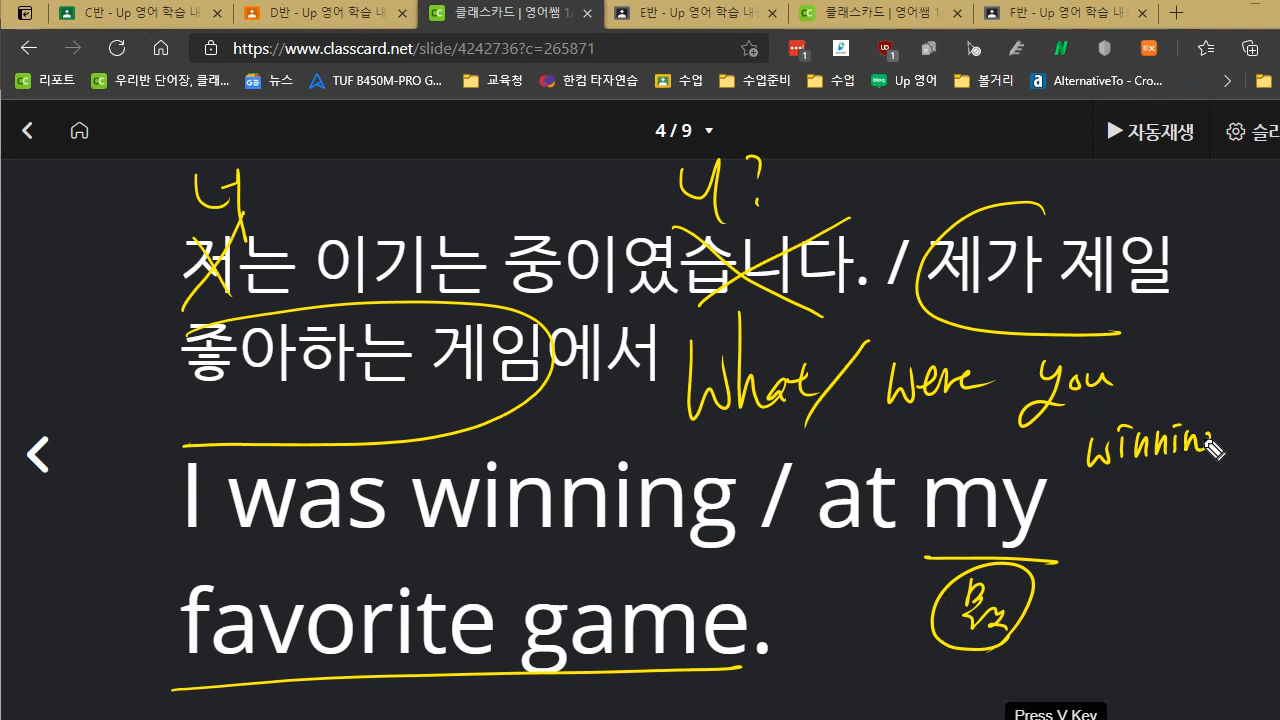 C반 - Up 영어 학습 내 D반 - Up 영어 학습 내 클래스카드 | 영어쌤 1/ E반 - Up 영어 학습 내용 클래스카드 | 영어쌤 1/ F반 - Up 영어 학습 내용
https://www.classcard.net/slide/4242736?c=265871
리포트 우리반 단어장, 클래... 뉴스 TUF B450M-PRO G... 교육청 한컴 타자연습 수업 수업준비 수업 Up 영어 볼거리 AlternativeTo - Cro...
4 / 9 자동재생 슬라
너 니?
저는 이기는 중이였습니다. / 제가 제일
좋아하는 게임에서
What / were you
winnin
I was winning / at my
favorite game.
Press V Key